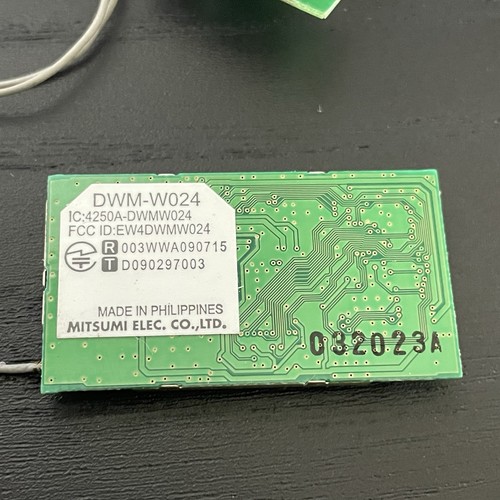 DWM-W024
IC:4250A-DWMW024
FCC ID:EW4DWMW024
R 003WWA090715
T D090297003
MADE IN PHILIPPINES
MITSUMI ELEC. CO.,LTD.
032023A